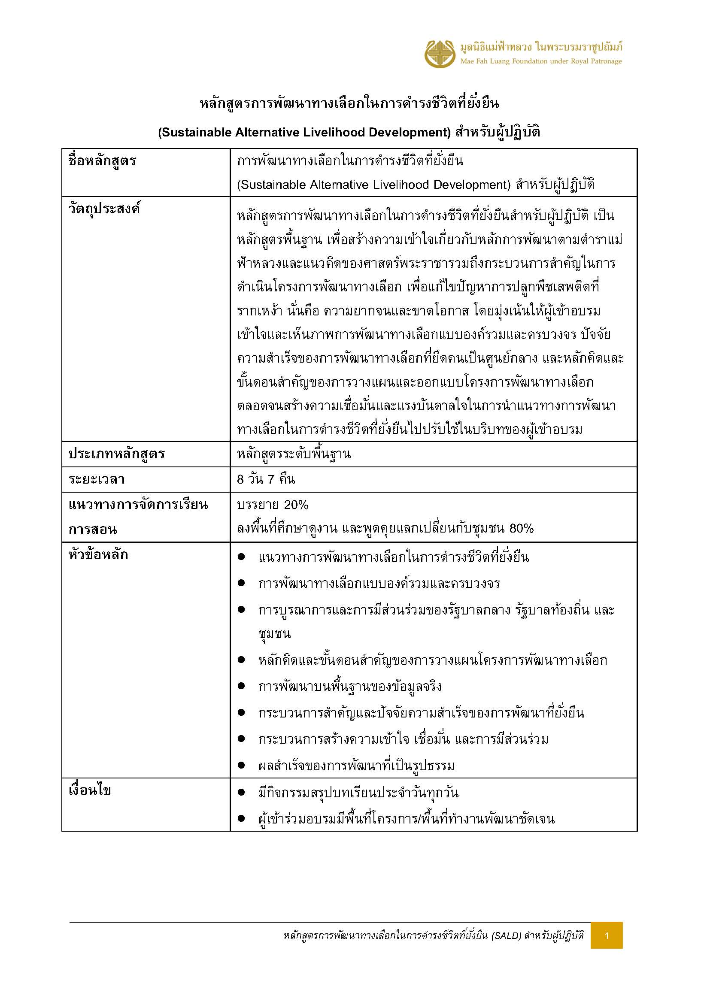 มูลนิธิแม่ฟ้าหลวง ในพระบรมราชูปถัมภ์
Mae Fah Luang Foundation under Royal Patronage
หลักสูตรการพัฒนาทางเลือกในการดำรงชีวิตที่ยั่งยืน
(Sustainable Alternative Livelihood Development) สำหรับผู้ปฏิบัติ
ชื่อหลักสูตร
การพัฒนาทางเลือกในการดำรงชีวิตที่ยั่งยืน
(Sustainable Alternative Livelihood Development) สำหรับผู้ปฏิบัติ
วัตถุประสงค์
หลักสูตรการพัฒนาทางเลือกในการดำรงชีวิตที่ยั่งยืนสำหรับผู้ปฏิบัติ เป็น
หลักสูตรพื้นฐาน เพื่อสร้างความเข้าใจเกี่ยวกับหลักการพัฒนาตามตำราแม่
ฟ้าหลวงและแนวคิดของศาสตร์พระราชารวมถึงกระบวนการสำคัญในการ
ดำเนินโครงการพัฒนาทางเลือก เพื่อแก้ไขปัญหาการปลูกพืชเสพติดที่
รากเหง้า นั่นคือ ความยากจนและขาดโอกาส โดยมุ่งเน้นให้ผู้เข้าอบรม
เข้าใจและเห็นภาพการพัฒนาทางเลือกแบบองค์รวมและครบวงจร ปัจจัย
ความสำเร็จของการพัฒนาทางเลือกที่ยึดคนเป็นศูนย์กลาง และหลักคิดและ
ขั้นตอนสำคัญของการวางแผนและออกแบบโครงการพัฒนาทางเลือก
ตลอดจนสร้างความเชื่อมั่นและแรงบันดาลใจในการนำแนวทางการพัฒนา
ทางเลือกในการดำรงชีวิตที่ยั่งยืนไปปรับใช้ในบริบทของผู้เข้าอบรม
ประเภทหลักสูตร
หลักสูตรระดับพื้นฐาน
ระยะเวลา
8 วัน 7 คืน
แนวทางการจัดการเรียน
การสอน
บรรยาย 20%
ลงพื้นที่ศึกษาดูงาน และพูดคุยแลกเปลี่ยนกับชุมชน 80%
หัวข้อหลัก
● แนวทางการพัฒนาทางเลือกในการดำรงชีวิตที่ยั่งยืน
● การพัฒนาทางเลือกแบบองค์รวมและครบวงจร
● การบูรณาการและการมีส่วนร่วมของรัฐบาลกลาง รัฐบาลท้องถิ่น และ
ชุมชน
● หลักคิดและขั้นตอนสำคัญของการวางแผนโครงการพัฒนาทางเลือก
● การพัฒนาบนพื้นฐานของข้อมูลจริง
● กระบวนการสำคัญและปัจจัยความสำเร็จของการพัฒนาที่ยั่งยืน
● กระบวนการสร้างความเข้าใจ เชื่อมั่น และการมีส่วนร่วม
● ผลสำเร็จของการพัฒนาที่เป็นรูปธรรม
เงื่อนไข
● มีกิจกรรมสรุปบทเรียนประจำวันทุกวัน
● ผู้เข้าร่วมอบรมมีพื้นที่โครงการ/พื้นที่ทำงานพัฒนาชัดเจน
หลักสูตรการพัฒนาทางเลือกในการดำรงชีวิตที่ยั่งยืน (SALD) สำหรับผู้ปฏิบัติ 1